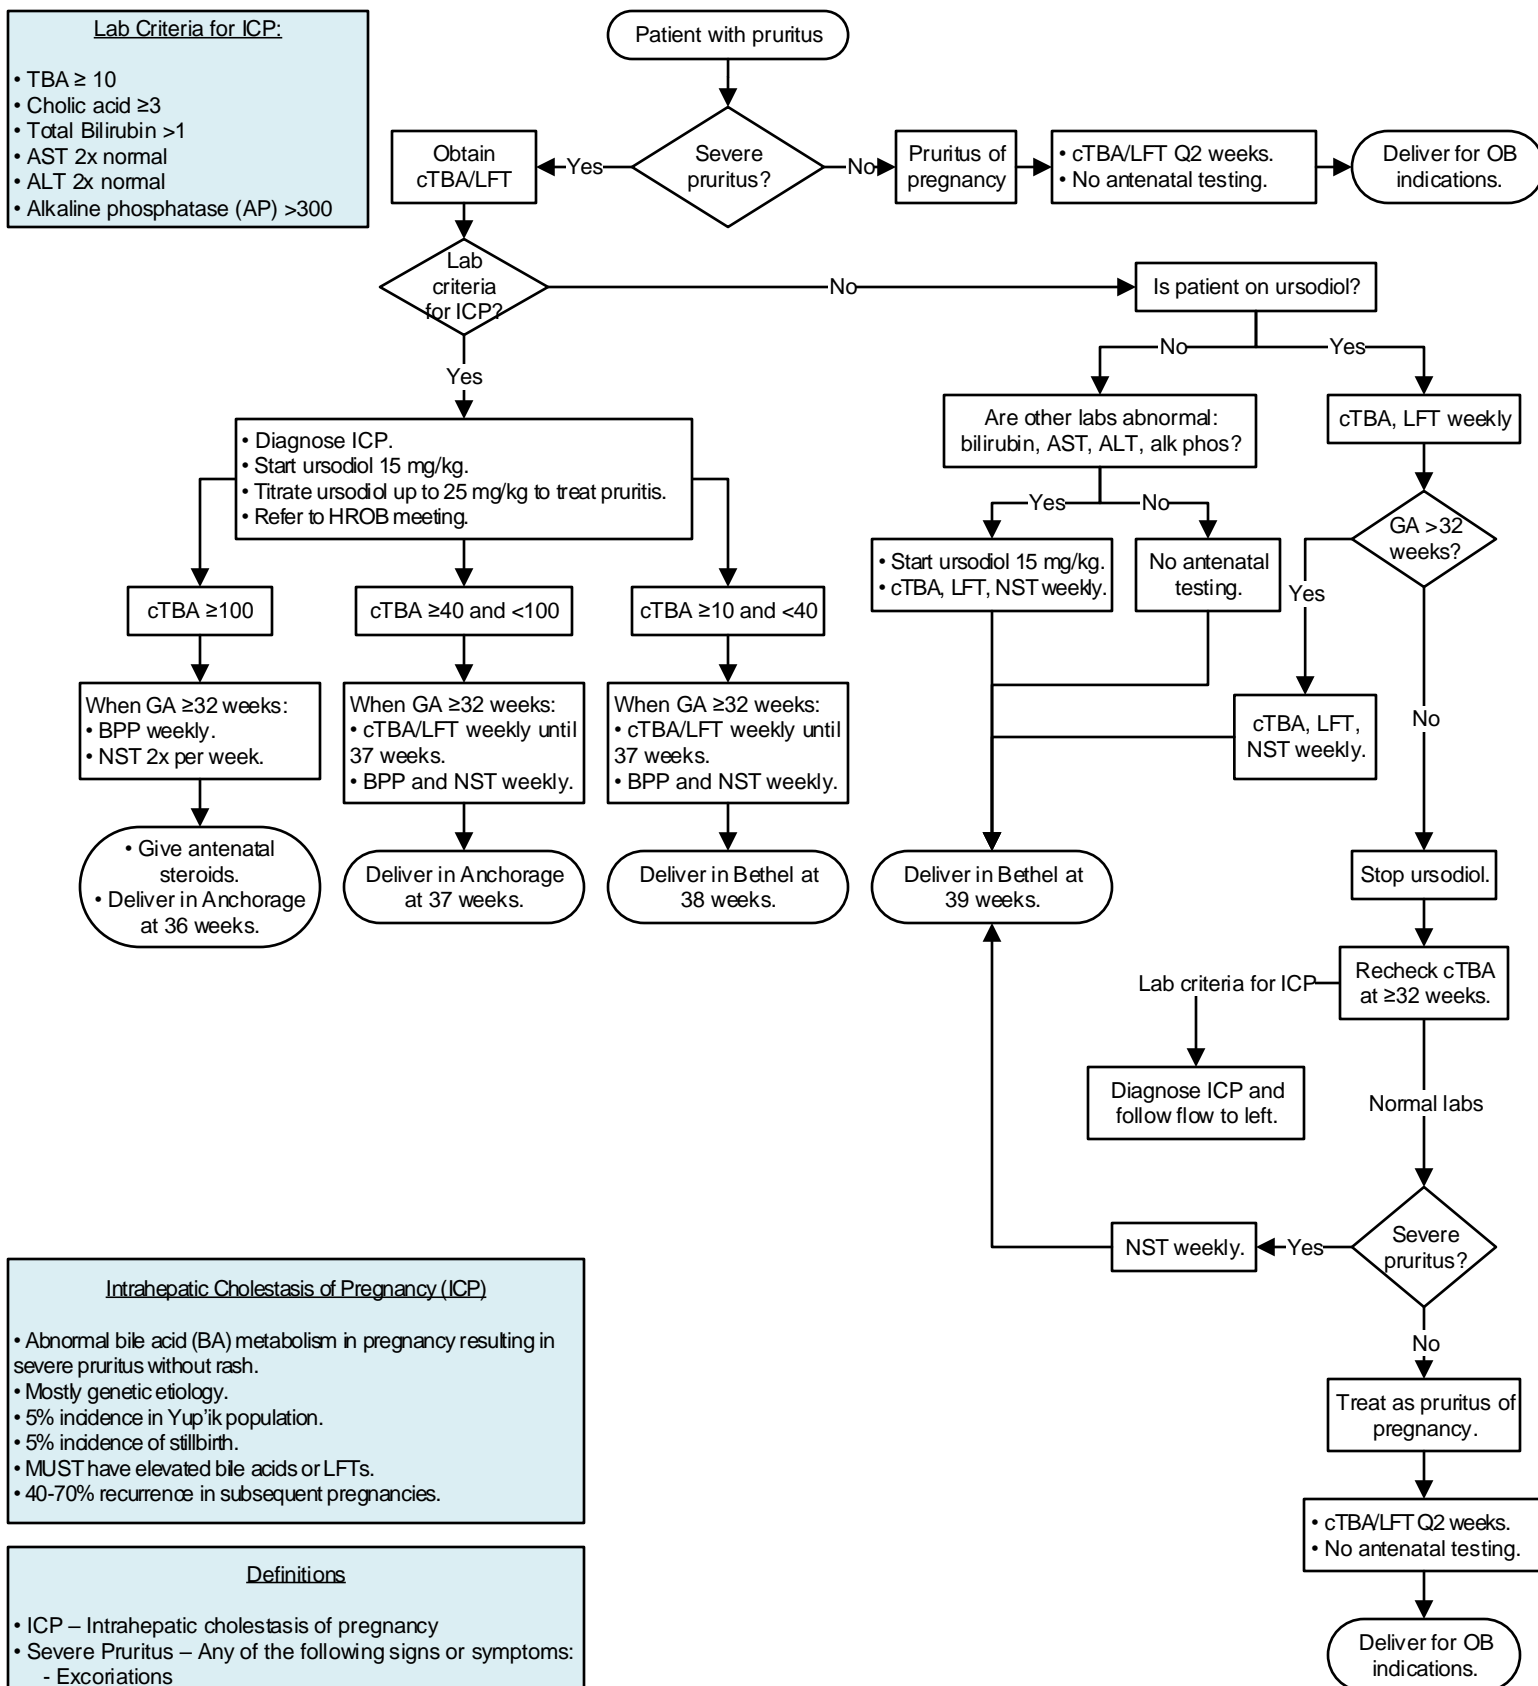 Lab Criteria for ICP:
• TBA ≥ 10
• Cholic acid ≥3
• Total Bilirubin >1
• AST 2x normal
• ALT 2x normal
• Alkaline phosphatase (AP) >300
Patient with pruritus
Severe
pruritus?
Yes
No
Obtain
cTBA/LFT
Pruritus of
pregnancy
• cTBA/LFT Q2 weeks.
• No antenatal testing.
Deliver for OB
indications.
Lab
criteria
for ICP?
No
Yes
Is patient on ursodiol?
No
Yes
• Diagnose ICP.
• Start ursodiol 15 mg/kg.
• Titrate ursodiol up to 25 mg/kg to treat pruritis.
• Refer to HROB meeting.
Are other labs abnormal:
bilirubin, AST, ALT, alk phos?
cTBA, LFT weekly
Yes
No
GA >32
weeks?
Yes
No
• Start ursodiol 15 mg/kg.
• cTBA, LFT, NST weekly.
No antenatal
testing.
cTBA ≥100
cTBA ≥40 and <100
cTBA ≥10 and <40
When GA ≥32 weeks:
• BPP weekly.
• NST 2x per week.
When GA ≥32 weeks:
• cTBA/LFT weekly until
37 weeks.
• BPP and NST weekly.
When GA ≥32 weeks:
• cTBA/LFT weekly until
37 weeks.
• BPP and NST weekly.
cTBA, LFT,
NST weekly.
• Give antenatal
steroids.
• Deliver in Anchorage
at 36 weeks.
Deliver in Anchorage
at 37 weeks.
Deliver in Bethel at
38 weeks.
Deliver in Bethel at
39 weeks.
Stop ursodiol.
Recheck cTBA
at ≥32 weeks.
Lab criteria for ICP
Diagnose ICP and
follow flow to left.
Normal labs
Severe
pruritus?
Yes
NST weekly.
No
Treat as pruritus of
pregnancy.
• cTBA/LFT Q2 weeks.
• No antenatal testing.
Deliver for OB
indications.
Intrahepatic Cholestasis of Pregnancy (ICP)
• Abnormal bile acid (BA) metabolism in pregnancy resulting in
severe pruritus without rash.
• Mostly genetic etiology.
• 5% incidence in Yup'ik population.
• 5% incidence of stillbirth.
• MUST have elevated bile acids or LFTs.
• 40-70% recurrence in subsequent pregnancies.
Definitions
• ICP – Intrahepatic cholestasis of pregnancy
• Severe Pruritus – Any of the following signs or symptoms:
- Excoriations